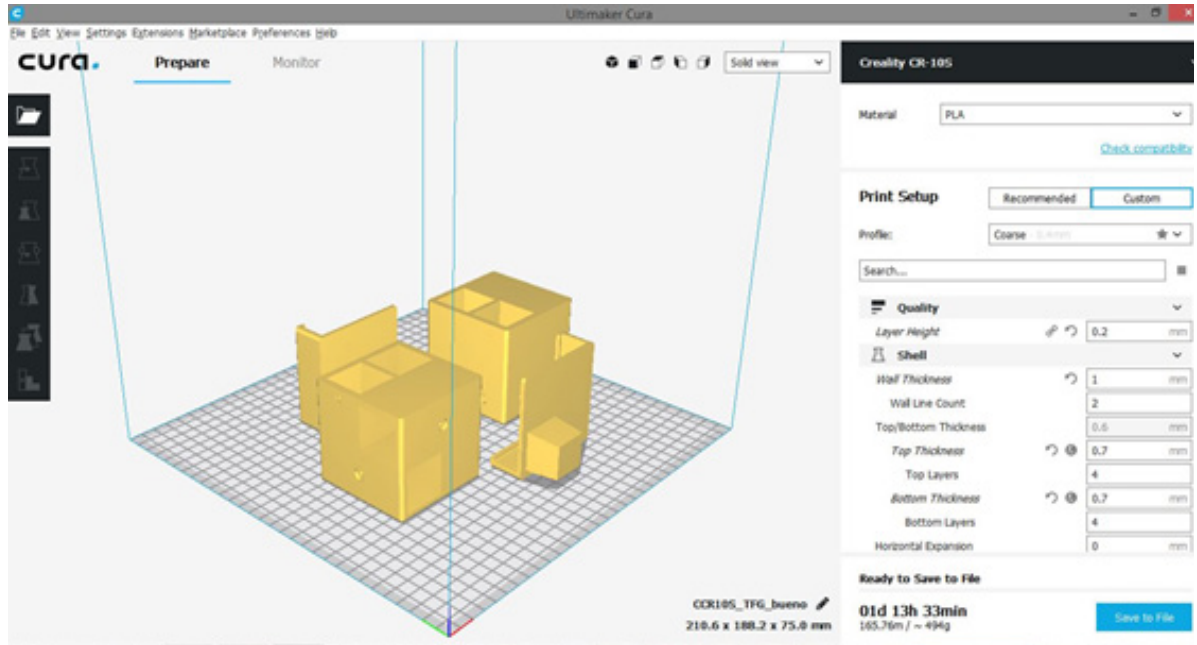 Ultimaker Cura
File Edit View Settings Extensions Marketplace Preferences Help
cura.
Prepare
Monitor
Solid view
Creality CR-10S
Material
PLA
Check compatibility
Print Setup
Recommended
Custom
Profile:
Coarse - 0.4mm
Search...
Quality
Layer Height
0.2 mm
Shell
Wall Thickness
1 mm
Wall Line Count
2
Top/Bottom Thickness
0.6 mm
Top Thickness
0.7 mm
Top Layers
4
Bottom Thickness
0.7 mm
Bottom Layers
4
Horizontal Expansion
0 mm
CCR10S_TFG_bueno
210.6 x 188.2 x 75.0 mm
Ready to Save to File
01d 13h 33min
165.76m / ~ 494g
Save to File